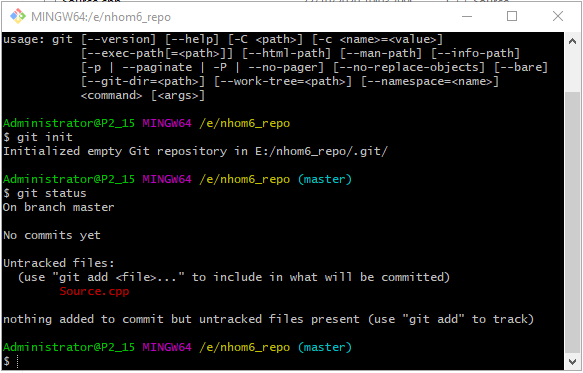 MINGW64:/e/nhom6_repo
usage: git [--version] [--help] [-C <path>] [-c <name>=<value>]
           [--exec-path[=<path>]] [--html-path] [--man-path] [--info-path]
           [-p | --paginate | -P | --no-pager] [--no-replace-objects] [--bare]
           [--git-dir=<path>] [--work-tree=<path>] [--namespace=<name>]
           <command> [<args>]
Administrator@P2_15 MINGW64 /e/nhom6_repo
$ git init
Initialized empty Git repository in E:/nhom6_repo/.git/
Administrator@P2_15 MINGW64 /e/nhom6_repo (master)
$ git status
On branch master
No commits yet
Untracked files:
  (use "git add <file>..." to include in what will be committed)
        Source.cpp
nothing added to commit but untracked files present (use "git add" to track)
Administrator@P2_15 MINGW64 /e/nhom6_repo (master)
$